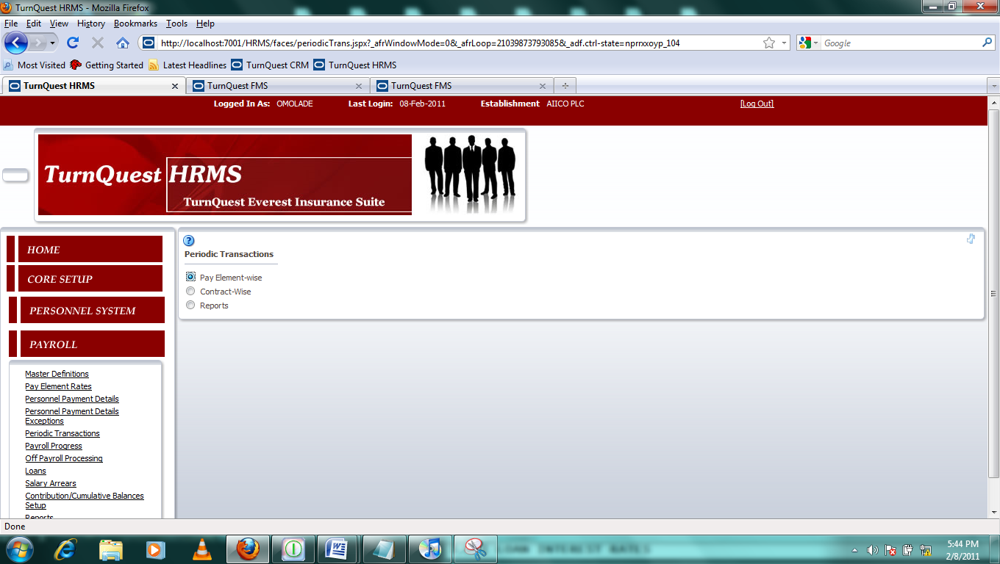 TurnQuest HRMS - Mozilla Firefox
File Edit View History Bookmarks Tools Help
http://localhost:7001/HRMS/faces/periodicTrans.jspx?_afrWindowMode=0&_afrLoop=21039873793085&_adf.ctrl-state=nprrxxoyp_104
Google
Most Visited Getting Started Latest Headlines TurnQuest CRM TurnQuest HRMS
TurnQuest HRMS TurnQuest FMS TurnQuest FMS
Logged In As: OMOLADE Last Login: 08-Feb-2011 Establishment AIICO PLC [Log Out]
TurnQuest HRMS
TurnQuest Everest Insurance Suite
HOME
CORE SETUP
PERSONNEL SYSTEM
PAYROLL
Master Definitions
Pay Element Rates
Personnel Payment Details
Personnel Payment Details
Exceptions
Periodic Transactions
Payroll Progress
Off Payroll Processing
Loans
Salary Arrears
Contribution/Cumulative Balances
Setup
Reports
Periodic Transactions
Pay Element-wise
Contract-Wise
Reports
Done
LOAN INTEREST RATES
5:44 PM
2/8/2011